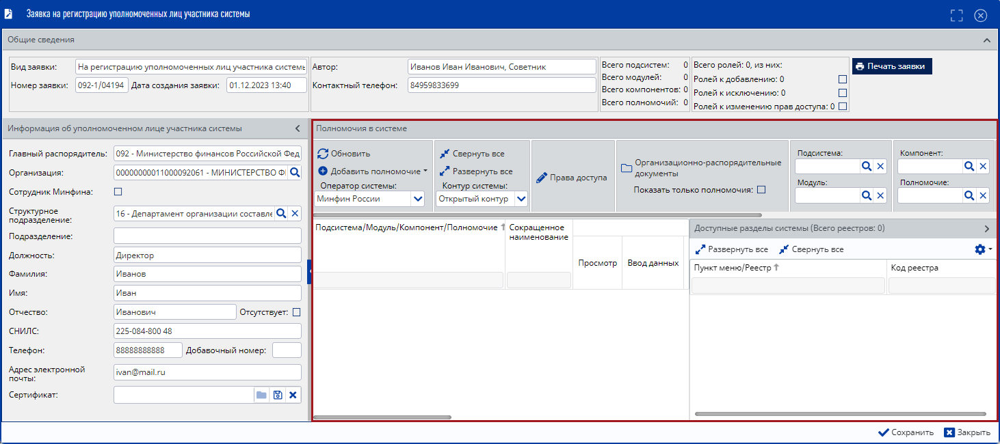 Заявка на регистрацию уполномоченных лиц участника системы
Общие сведения
Вид заявки: На регистрацию уполномоченных лиц участника системы
Номер заявки: 092-1/04194 Дата создания заявки: 01.12.2023 13:40
Автор: Иванов Иван Иванович, Советник
Контактный телефон: 84959833699
Всего подсистем: 0
Всего модулей: 0
Всего компонентов: 0
Всего полномочий: 0
Всего ролей: 0, из них:
Ролей к добавлению: 0
Ролей к исключению: 0
Ролей к изменению прав доступа: 0
Печать заявки
Информация об уполномоченном лице участника системы
Главный распорядитель: 092 - Министерство финансов Российской Фед
Организация: 00000000011000092061 - МИНИСТЕРСТВО Ф
Сотрудник Минфина:
Структурное
подразделение: 16 - Департамент организации составле
Подразделение:
Должность: Директор
Фамилия: Иванов
Имя: Иван
Отчество: Иванович Отсутствует:
СНИЛС: 225-084-800 48
Телефон: 88888888888 Добавочный номер:
Адрес электронной
почты: ivan@mail.ru
Сертификат:
Полномочия в системе
Обновить
Добавить полномочие
Оператор системы:
Минфин России
Свернуть все
Развернуть все
Контур системы:
Открытый контур
Права доступа
Организационно-распорядительные
документы
Показать только полномочия:
Подсистема:
Модуль:
Компонент:
Полномочие:
Подсистема/Модуль/Компонент/Полномочие
Сокращенное
наименование
Просмотр
Ввод данных
Доступные разделы системы (Всего реестров: 0)
Развернуть все Свернуть все
Пункт меню/Реестр
Код реестра
Сохранить Закрыть